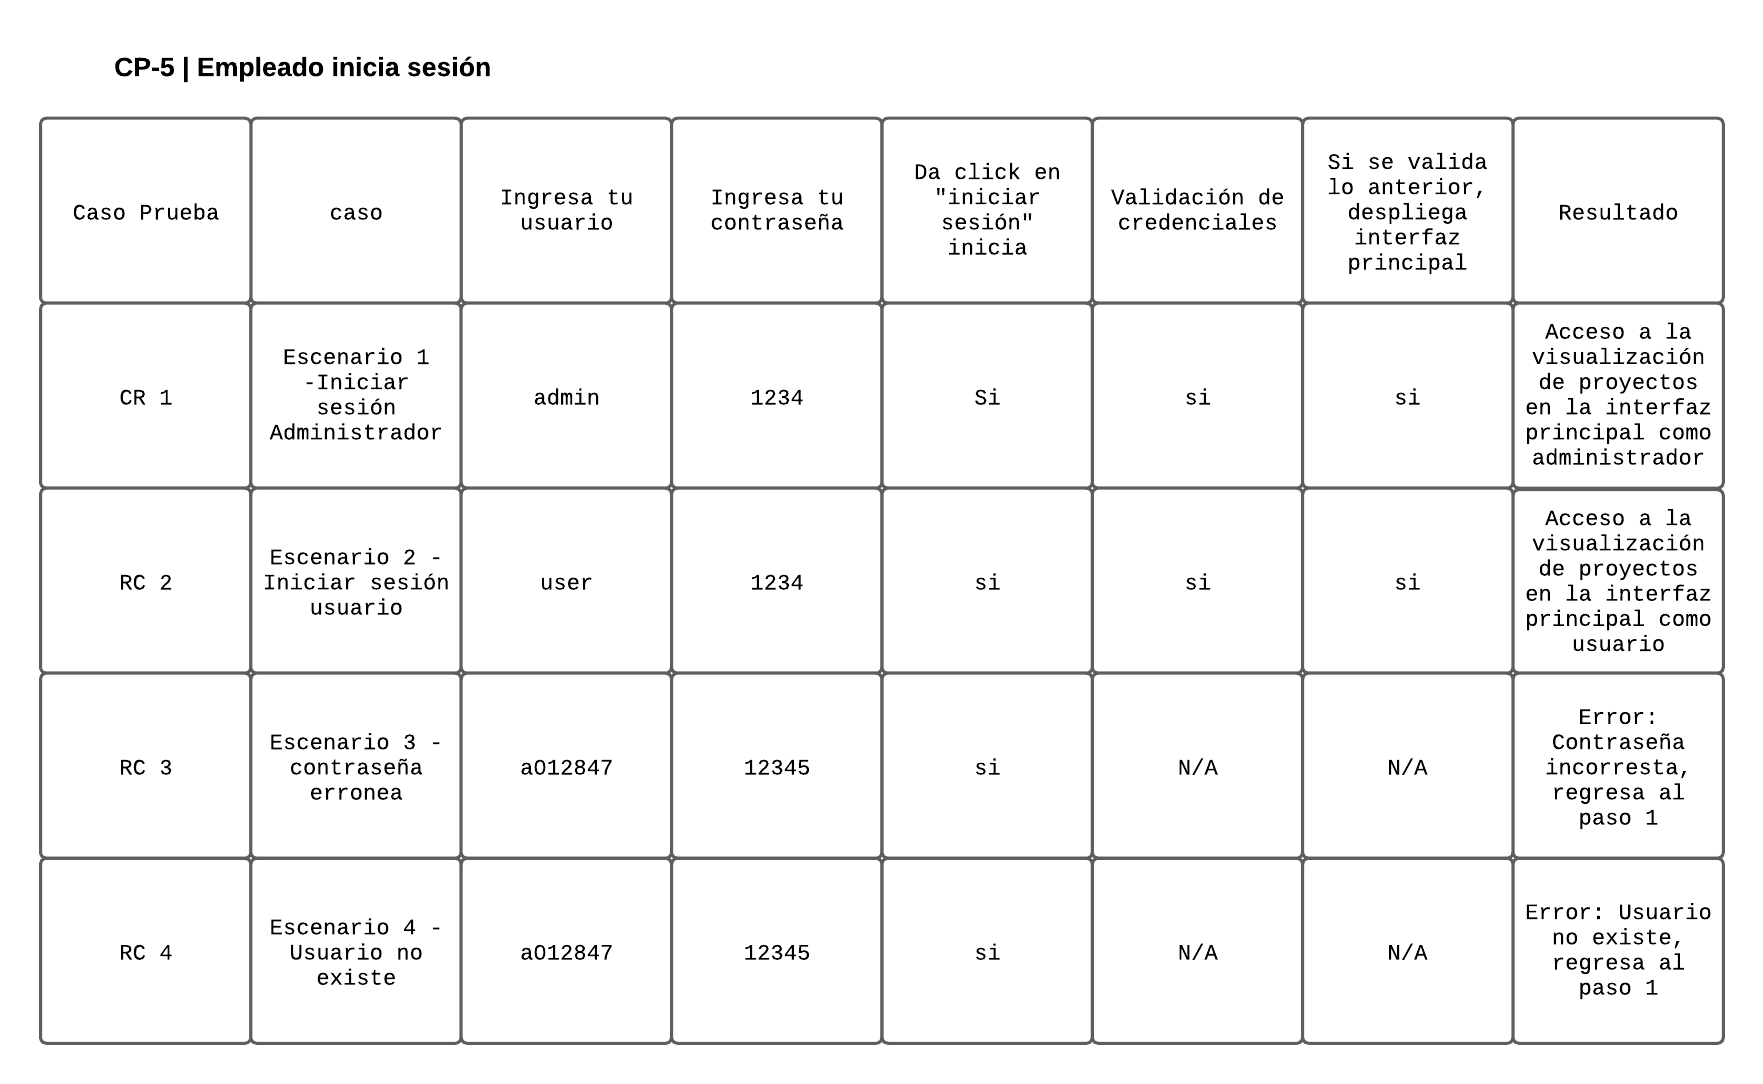 CP-5 | Empleado inicia sesión
Caso Prueba
caso
Ingresa tu
usuario
Ingresa tu
contraseña
Da click en
"iniciar
sesión"
inicia
Validación de
credenciales
Si se valida
lo anterior,
despliega
interfaz
principal
Resultado
CR 1
Escenario 1
-Iniciar
sesión
Administrador
admin
1234
Si
si
si
Acceso a la
visualización
de proyectos
en la interfaz
principal como
administrador
RC 2
Escenario 2 -
Iniciar sesión
usuario
user
1234
si
si
si
Acceso a la
visualización
de proyectos
en la interfaz
principal como
usuario
RC 3
Escenario 3 -
contraseña
erronea
a012847
12345
si
N/A
N/A
Error:
Contraseña
incorresta,
regresa al
paso 1
RC 4
Escenario 4 -
Usuario no
existe
a012847
12345
si
N/A
N/A
Error: Usuario
no existe,
regresa al
paso 1